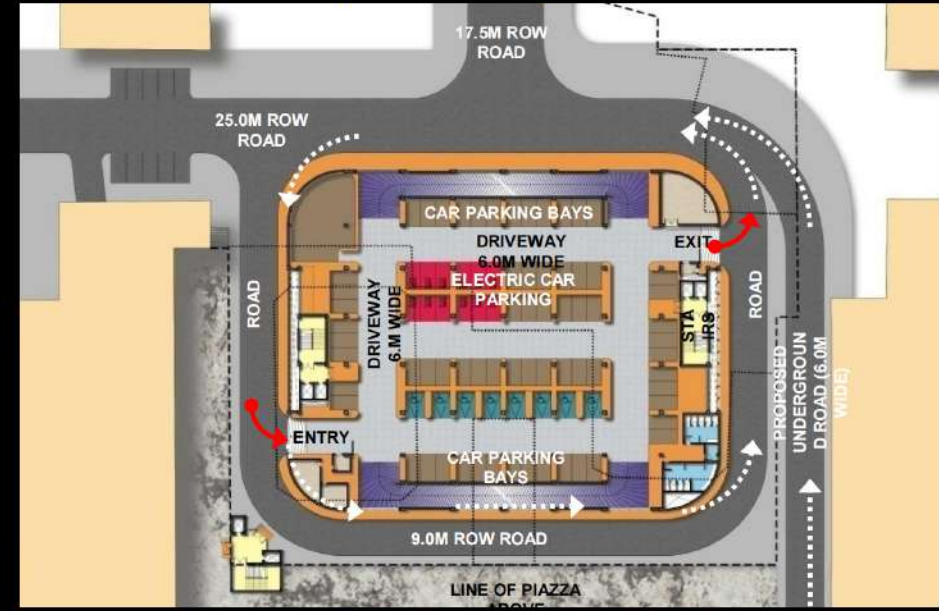 17.5M ROW
ROAD
25.0M ROW
ROAD
CAR PARKING BAYS
DRIVEWAY
6.0M WIDE
EXIT
ELECTRIC CAR
PARKING
DRIVEWAY
6.M WIDE
ROAD
STA
IRS
ROAD
PROPOSED
UNDERGROUN
D ROAD (6.0M
WIDE)
ENTRY
CAR PARKING
BAYS
9.0M ROW ROAD
LINE OF PIAZZA
ABOVE